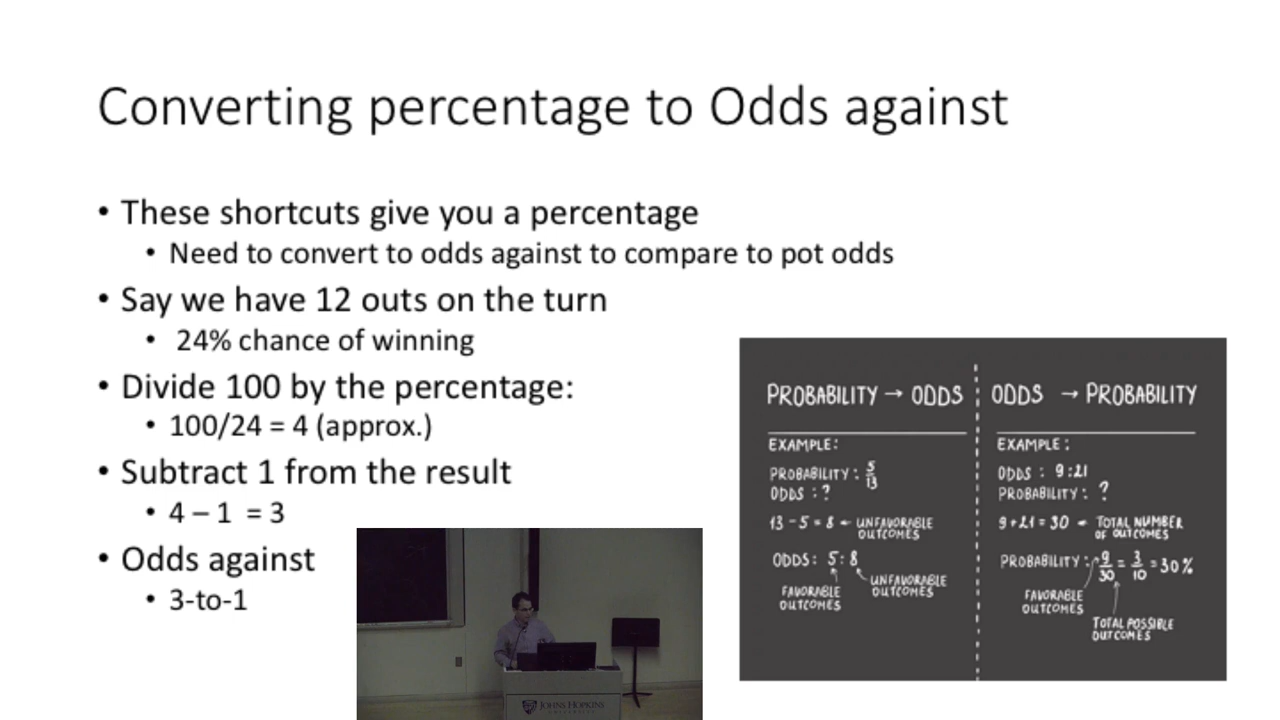 Converting percentage to Odds against
• These shortcuts give you a percentage
• Need to convert to odds against to compare to pot odds
• Say we have 12 outs on the turn
• 24% chance of winning
• Divide 100 by the percentage:
• 100/24 = 4 (approx.)
• Subtract 1 from the result
• 4 – 1 = 3
• Odds against
• 3-to-1
PROBABILITY → ODDS
EXAMPLE:
PROBABILITY: 5/13
ODDS : ?
13 - 5 = 8 ← UNFAVORABLE
OUTCOMES
ODDS: 5:8
FAVORABLE
OUTCOMES
UNFAVORABLE
OUTCOMES
ODDS → PROBABILITY
EXAMPLE:
ODDS : 9:21
PROBABILITY: ?
9+21=30 ← TOTAL NUMBER
OF OUTCOMES
PROBABILITY: 9/30 = 3/10 = 30%
FAVORABLE
OUTCOMES
TOTAL POSSIBLE
OUTCOMES
JOHNS HOPKINS